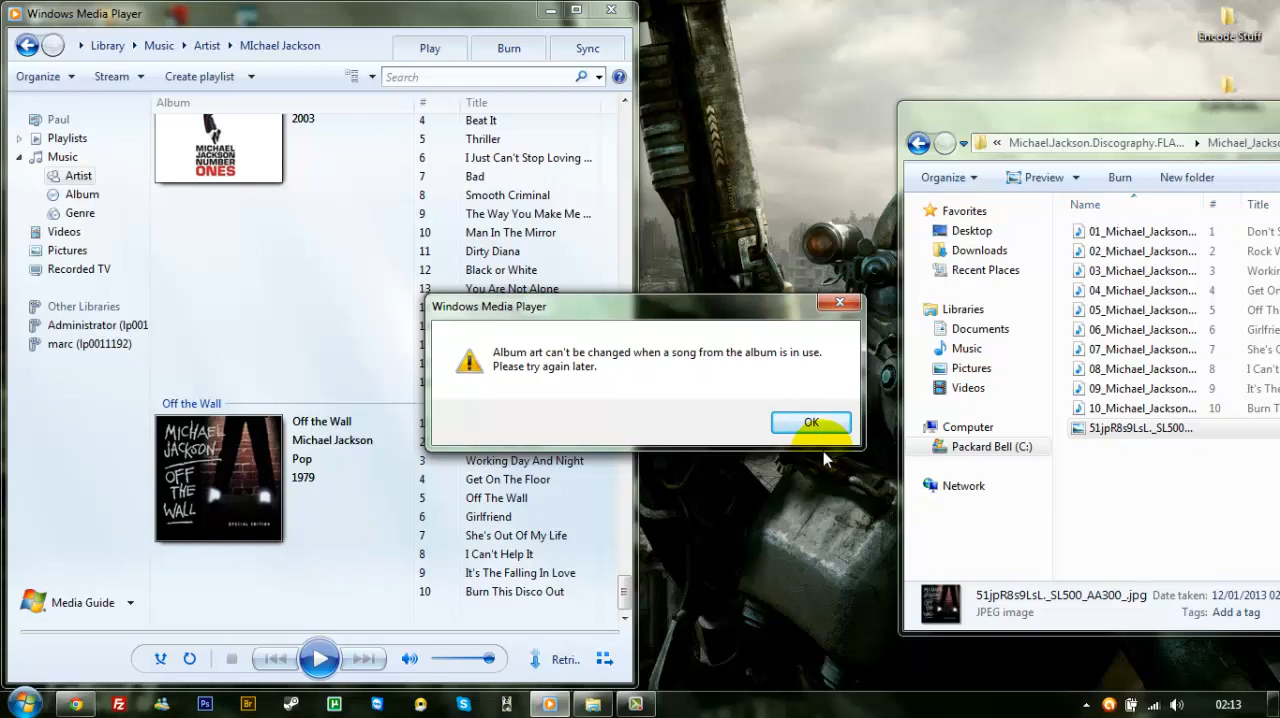 Windows Media Player
Library Music Artist MIchael Jackson
Play Burn Sync
Organize Stream Create playlist Search
Album # Title
Paul
Playlists
Music
Artist
Album
Genre
Videos
Pictures
Recorded TV
Other Libraries
Administrator (lp001
marc (lp0011192)
Media Guide
MICHAEL
JACKSON
NUMBER
ONES
2003
4 Beat It
5 Thriller
6 I Just Can't Stop Loving ...
7 Bad
8 Smooth Criminal
9 The Way You Make Me ...
10 Man In The Mirror
11 Dirty Diana
12 Black or White
13 You Are Not Alone
Off the Wall
MICHAEL
JACKSON
OFF
THE
WALL
SPECIAL EDITION
Off the Wall
Michael Jackson
Pop
1979
3 Working Day And Night
4 Get On The Floor
5 Off The Wall
6 Girlfriend
7 She's Out Of My Life
8 I Can't Help It
9 It's The Falling In Love
10 Burn This Disco Out
Retri..
Windows Media Player
Album art can't be changed when a song from the album is in use.
Please try again later.
OK
Encode Stuff
« Michael.Jackson.Discography.FLA... Michael_Jackso
Organize Preview Burn New folder
Favorites
Desktop
Downloads
Recent Places
Libraries
Documents
Music
Pictures
Videos
Computer
Packard Bell (C:)
Network
Name # Title
01_Michael_Jackson... 1 Don't S
02_Michael_Jackson... 2 Rock W
03_Michael_Jackson... 3 Workin
04_Michael_Jackson... 4 Get On
05_Michael_Jackson... 5 Off Th
06_Michael_Jackson... 6 Girlfrie
07_Michael_Jackson... 7 She's O
08_Michael_Jackson... 8 I Can't
09_Michael_Jackson... 9 It's The
10_Michael_Jackson... 10 Burn T
51jpR8s9LsL._SL500...
51jpR8s9LsL._SL500_AA300_.jpg Date taken: 12/01/2013 02
JPEG image Tags: Add a tag
Ps
Br
02:13